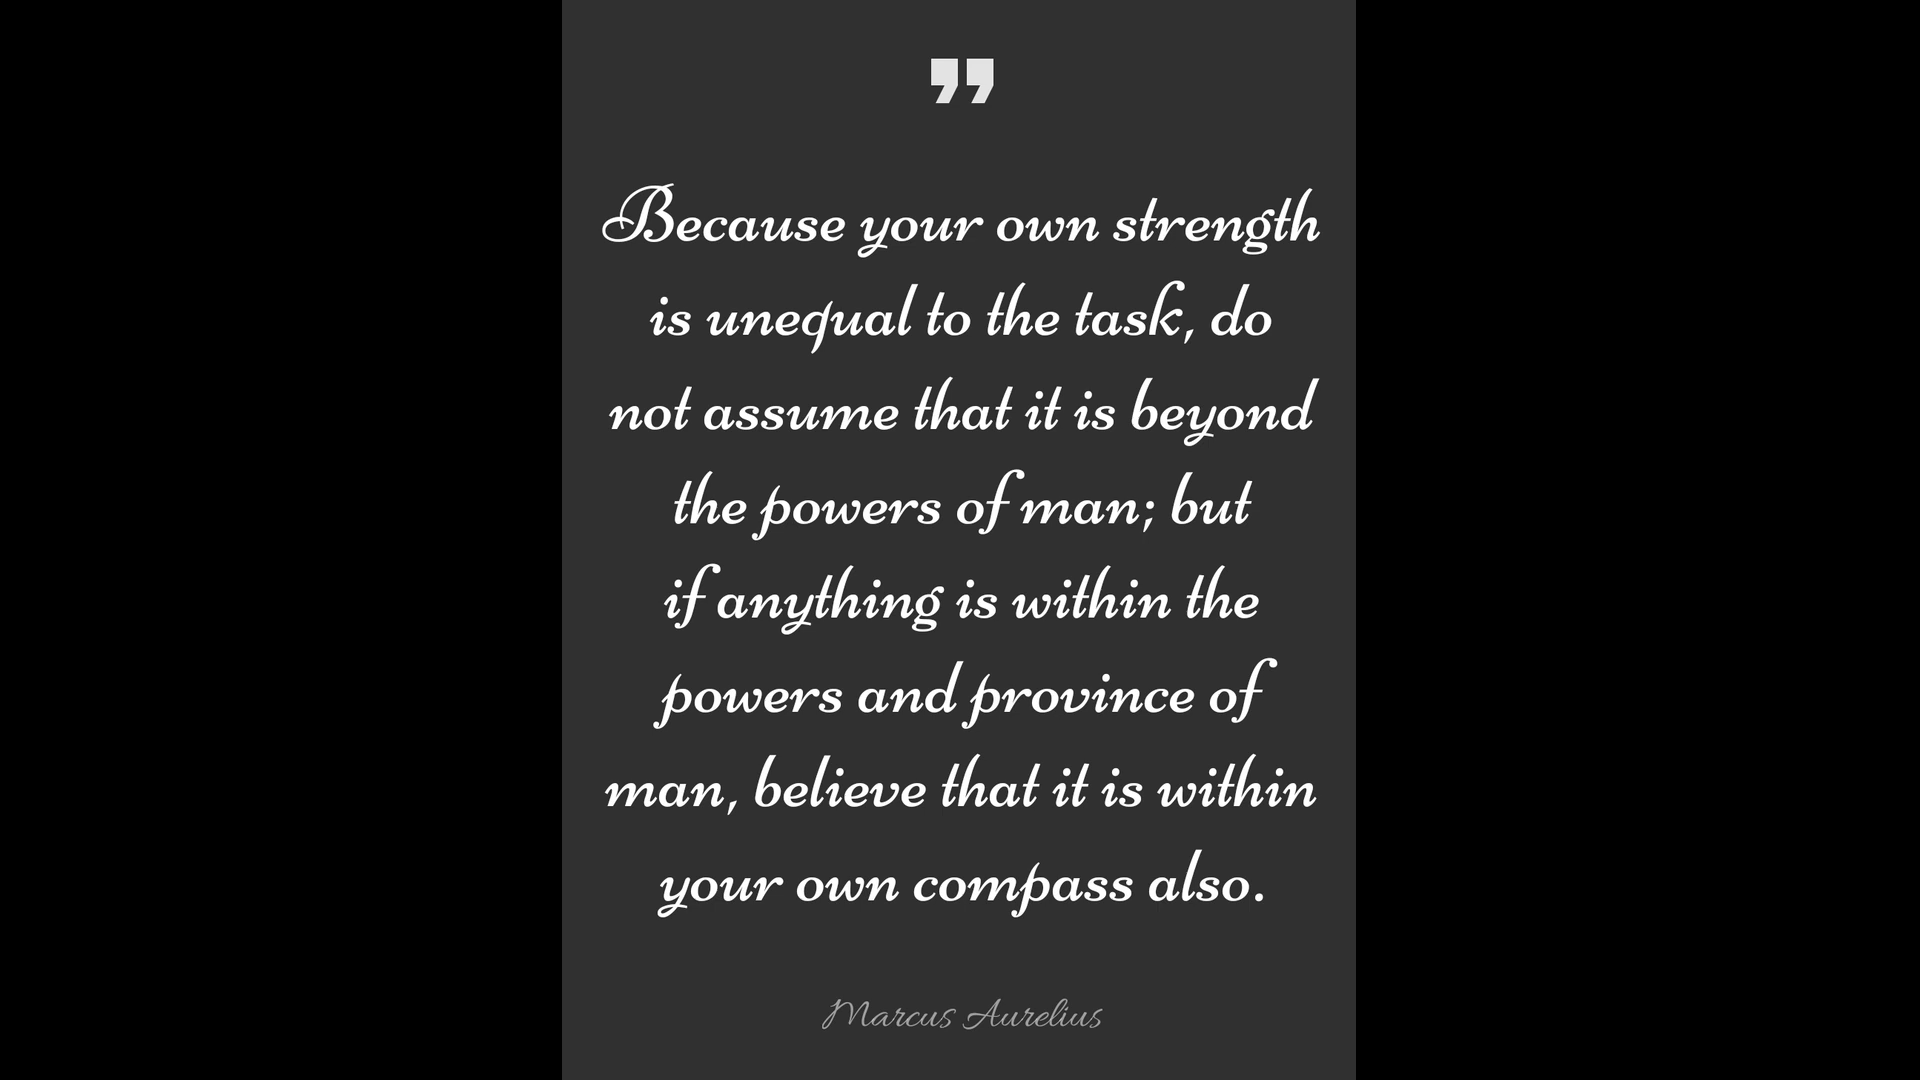 ”
Because your own strength
is unequal to the task, do
not assume that it is beyond
the powers of man; but
if anything is within the
powers and province of
man, believe that it is within
your own compass also.
Marcus Aurelius